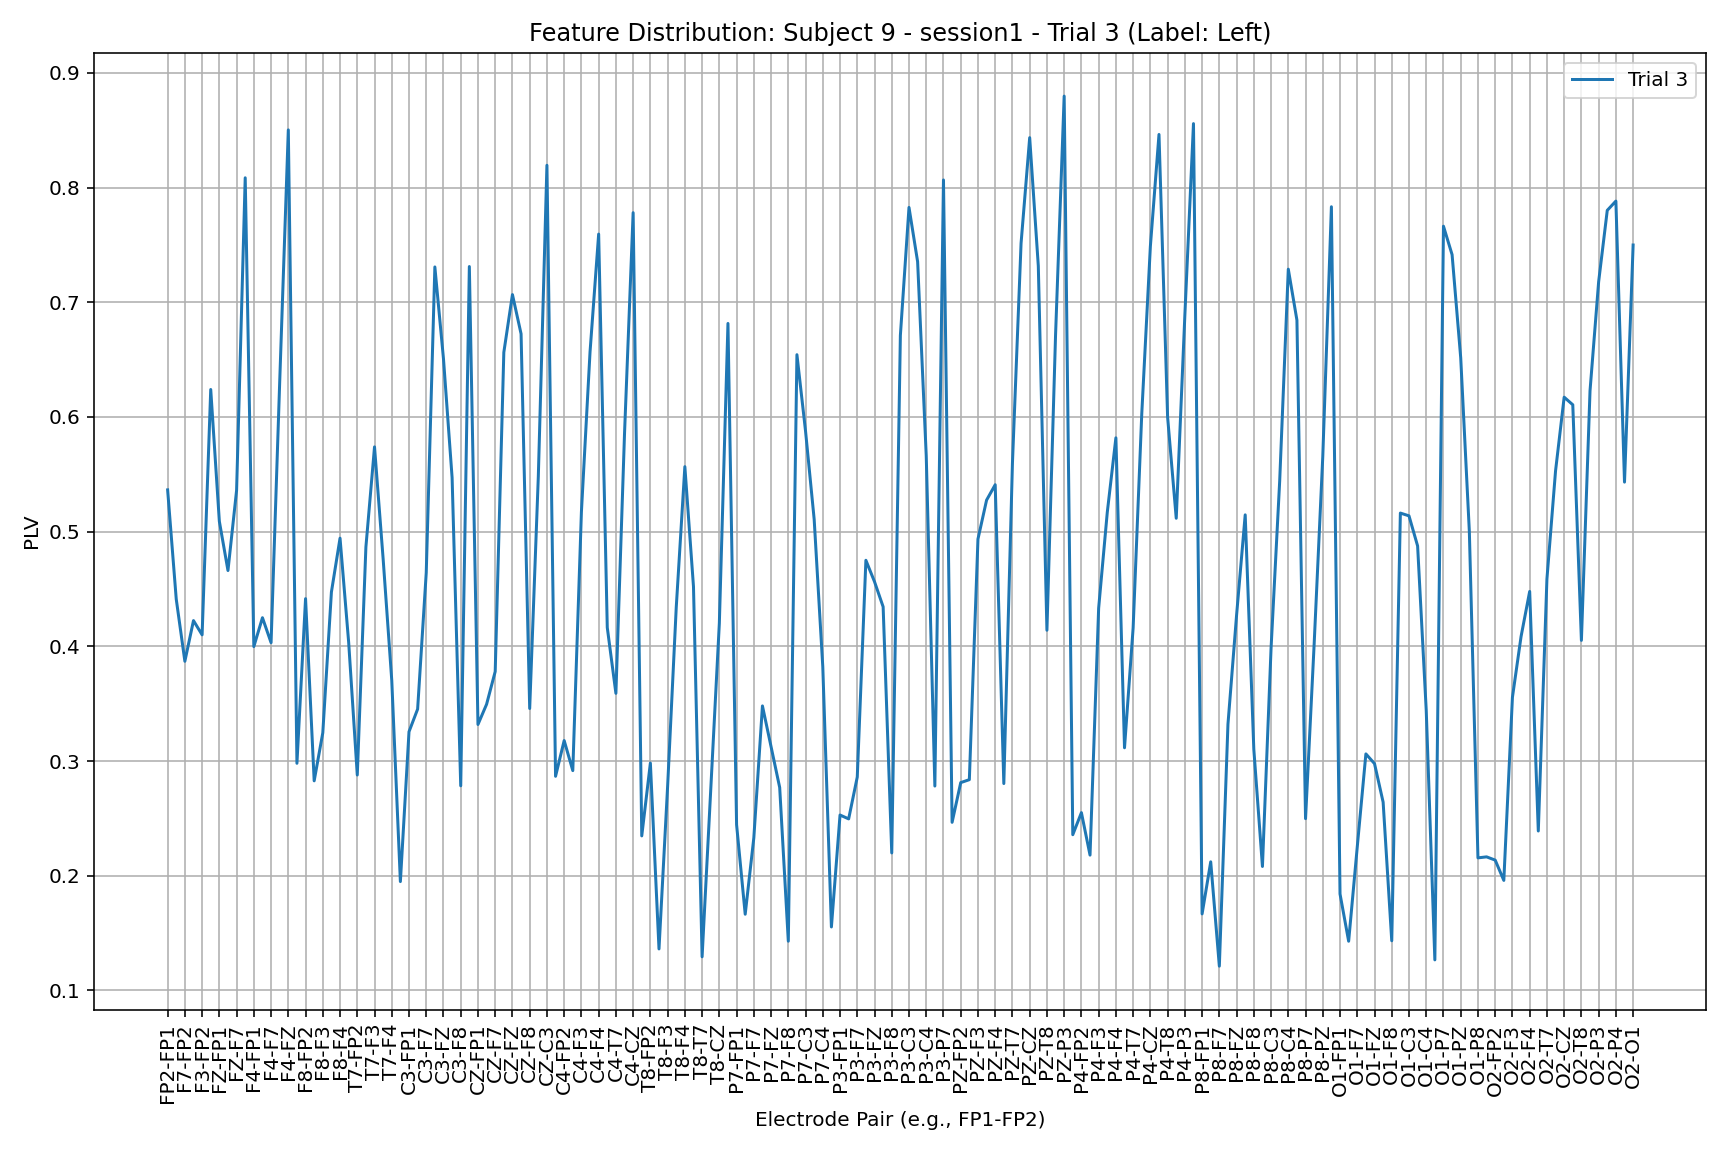 Feature Distribution: Subject 9 - session1 - Trial 3 (Label: Left)
Trial 3
PLV
0.9
0.8
0.7
0.6
0.5
0.4
0.3
0.2
0.1
FP2-FP1
F7-FP2
F3-FP2
FZ-FP1
FZ-F7
F4-FP1
F4-F7
F4-FZ
F8-FP2
F8-F3
F8-F4
T7-FP2
T7-F3
T7-F4
C3-FP1
C3-F7
C3-FZ
C3-F8
CZ-FP1
CZ-F7
CZ-FZ
CZ-F8
CZ-C3
C4-FP2
C4-F3
C4-F4
C4-T7
C4-CZ
T8-FP2
T8-F3
T8-F4
T8-T7
T8-CZ
P7-FP1
P7-F7
P7-FZ
P7-F8
P7-C3
P7-C4
P3-FP1
P3-F7
P3-FZ
P3-F8
P3-C3
P3-C4
P3-P7
PZ-FP2
PZ-F3
PZ-F4
PZ-T7
PZ-CZ
PZ-T8
PZ-P3
P4-FP2
P4-F3
P4-F4
P4-T7
P4-CZ
P4-T8
P4-P3
P8-FP1
P8-F7
P8-FZ
P8-F8
P8-C3
P8-C4
P8-P7
P8-PZ
O1-FP1
O1-F7
O1-FZ
O1-F8
O1-C3
O1-C4
O1-P7
O1-PZ
O1-P8
O2-FP2
O2-F3
O2-F4
O2-T7
O2-CZ
O2-T8
O2-P3
O2-P4
O2-O1
Electrode Pair (e.g., FP1-FP2)